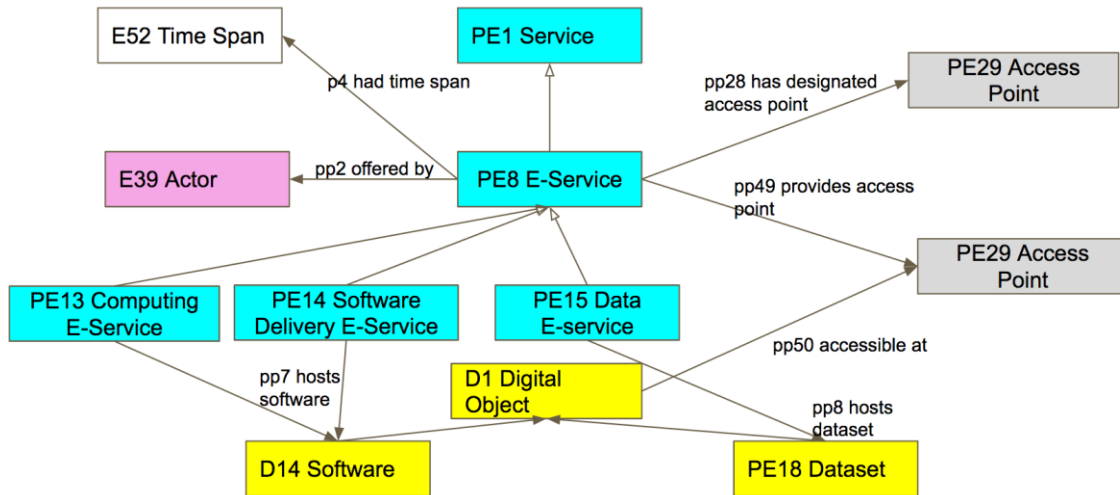 E52 Time Span
PE1 Service
p4 had time span
pp28 has designated
access point
PE29 Access
Point
E39 Actor
pp2 offered by
PE8 E-Service
pp49 provides access
point
PE29 Access
Point
PE13 Computing
E-Service
PE14 Software
Delivery E-Service
PE15 Data
E-service
pp7 hosts
software
D1 Digital
Object
pp50 accessible at
pp8 hosts
dataset
D14 Software
PE18 Dataset